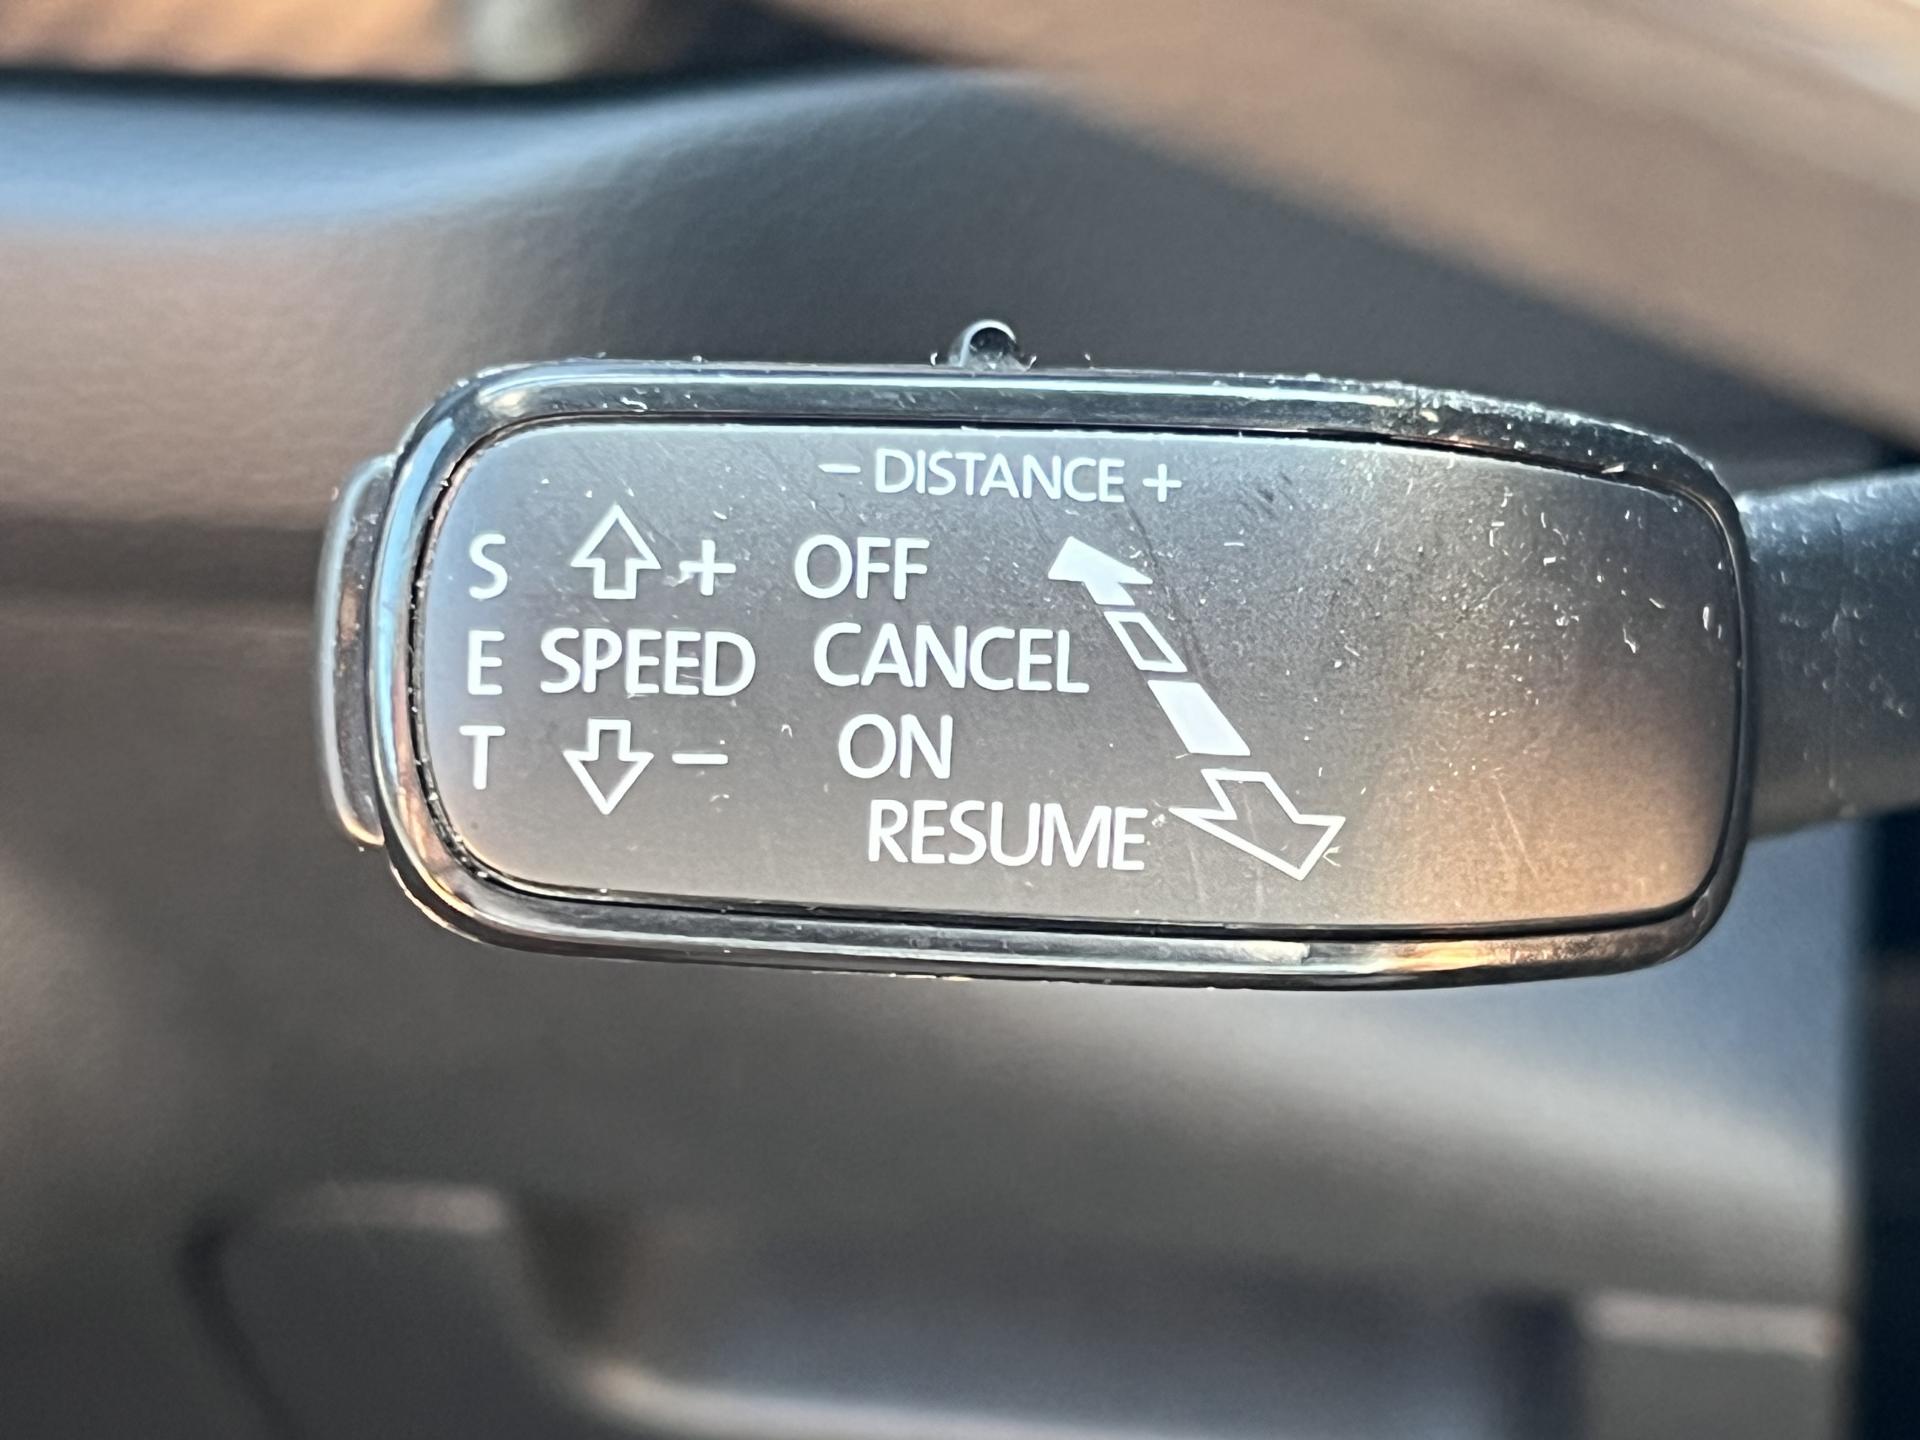 – DISTANCE +
S + OFF
E SPEED CANCEL
T – ON
RESUME